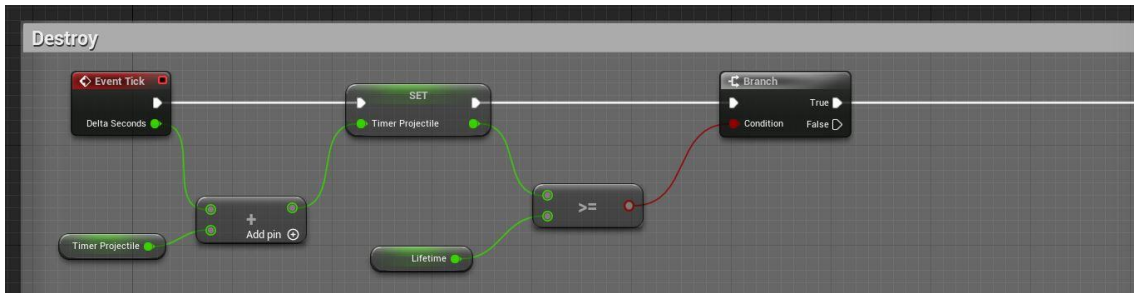 Destroy
Event Tick
Delta Seconds
SET
Timer Projectile
Branch
True
Condition
False
+
Add pin
Timer Projectile
>=
Lifetime